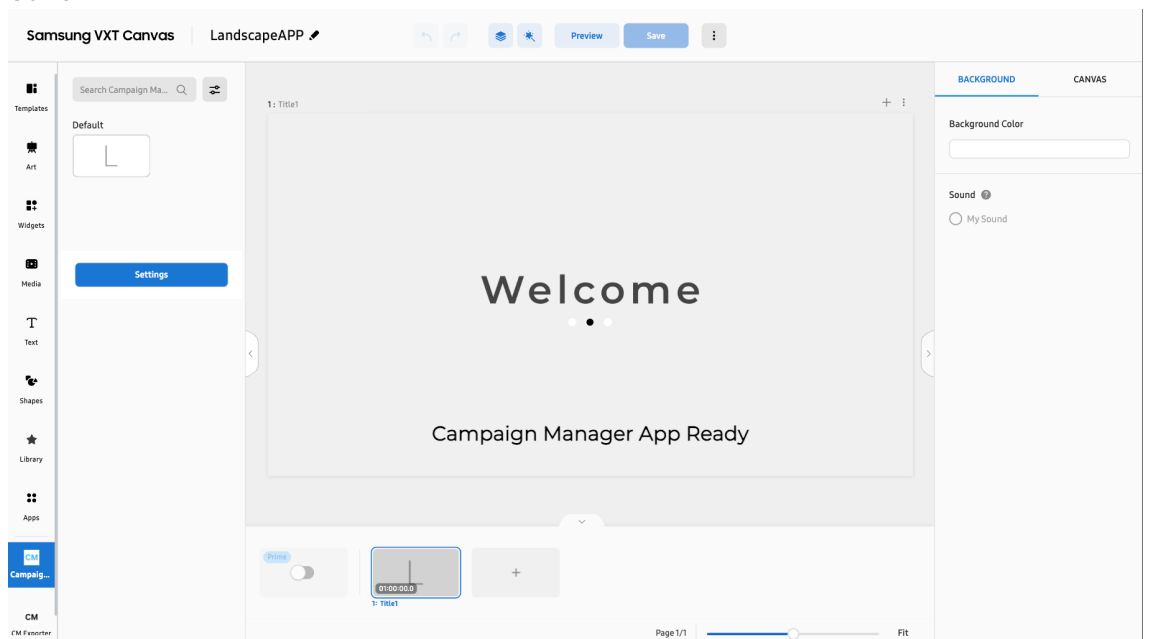 Samsung VXT Canvas
LandscapeAPP
Preview
Save
Templates
Art
Widgets
Media
Text
Shapes
Library
Apps
CM
Campaig...
CM
CM Exporter
Search Campaign Ma...
Default
L
Settings
1: Title1
Welcome
Campaign Manager App Ready
Prime
L
01:00:00.0
1: Title1
Page 1/1
Fit
BACKGROUND
CANVAS
Background Color
Sound
My Sound